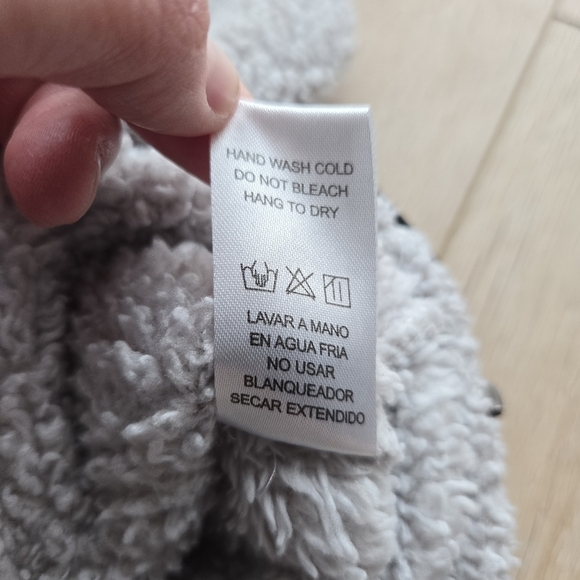 HAND WASH COLD
DO NOT BLEACH
HANG TO DRY
LAVAR A MANO
EN AGUA FRIA
NO USAR
BLANQUEADOR
SECAR EXTENDIDO